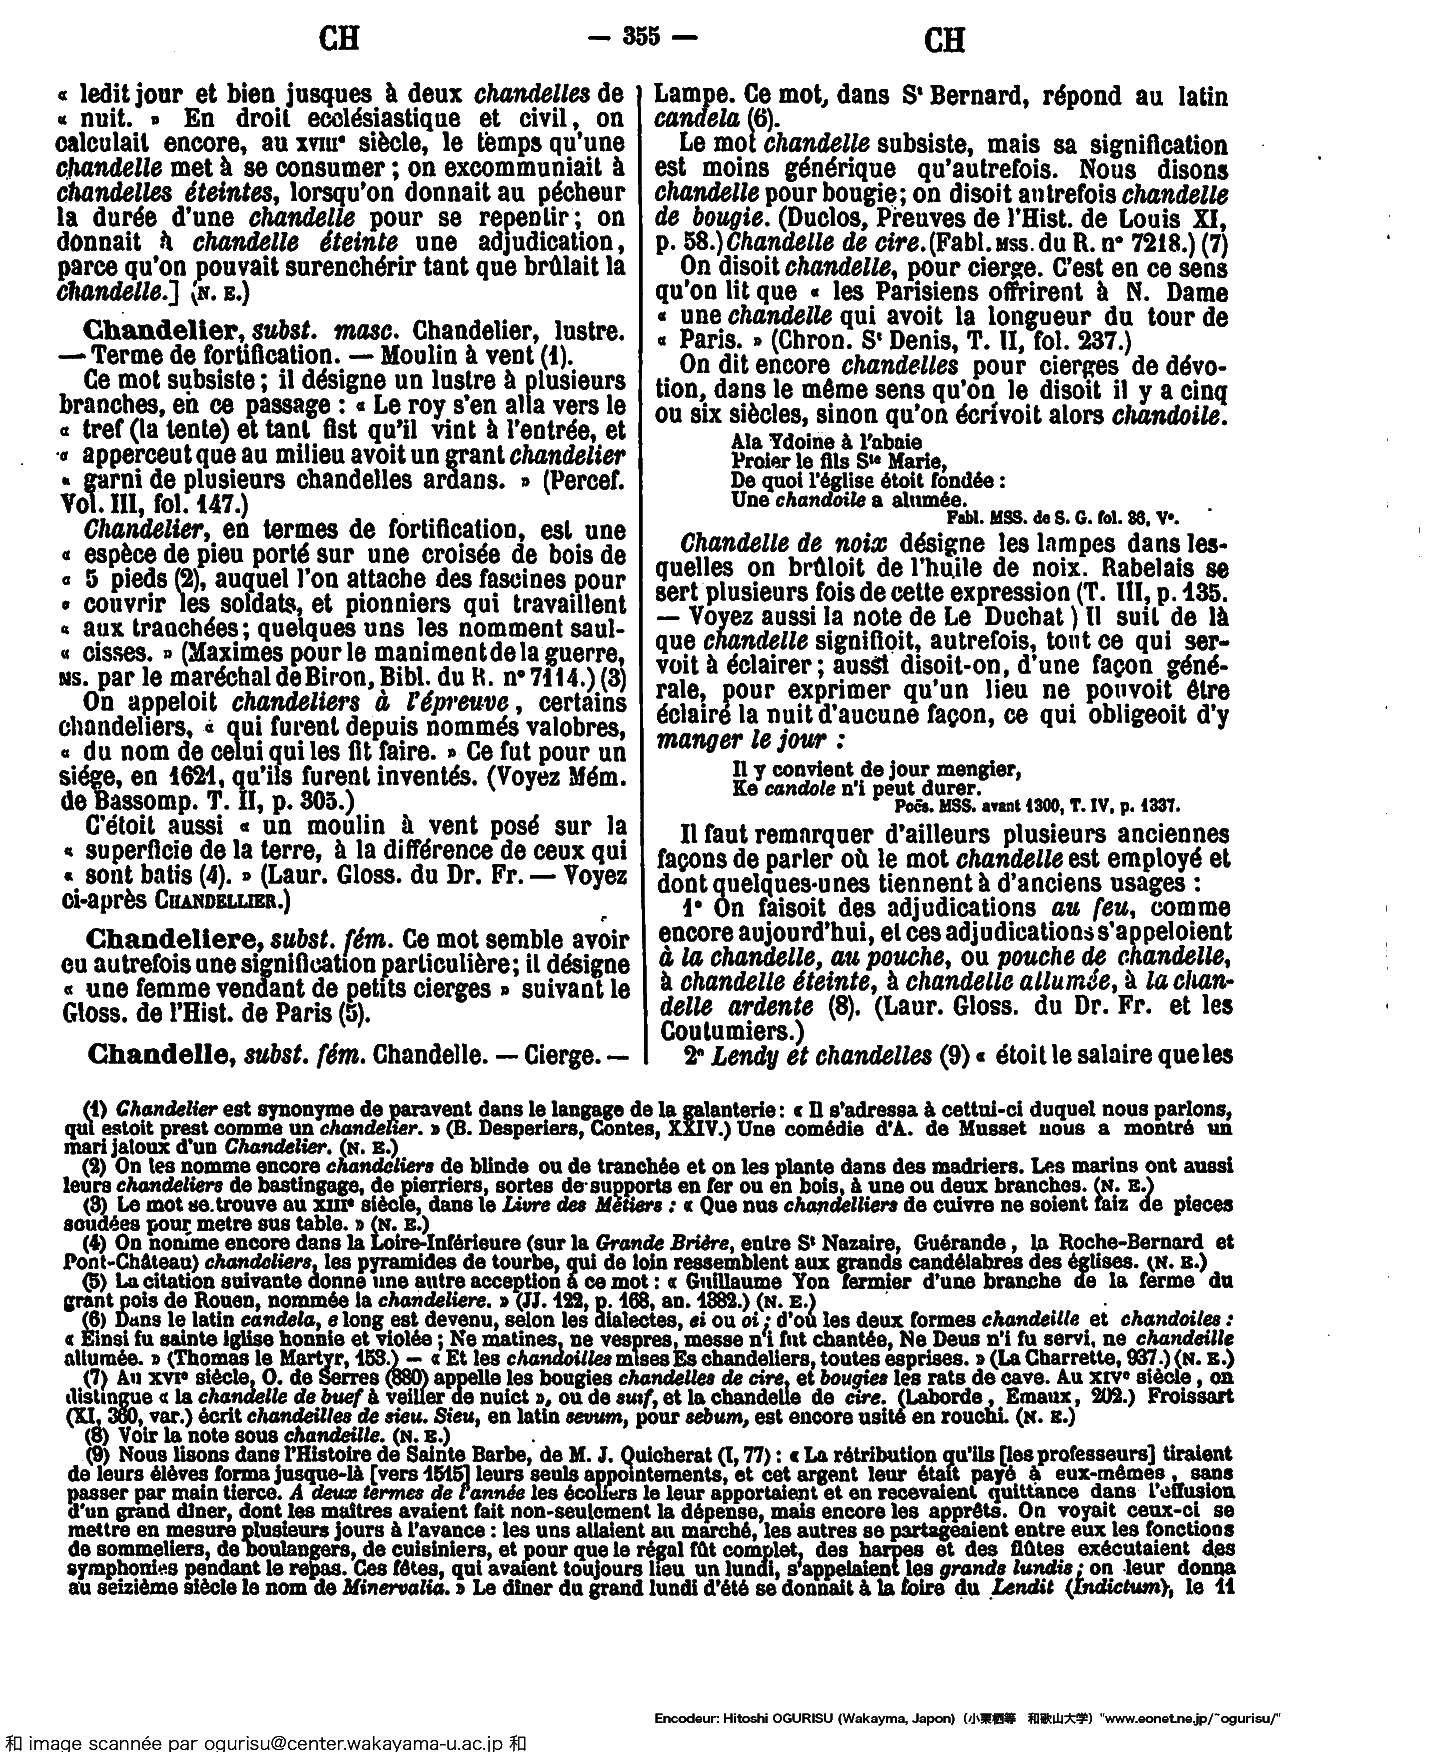 CH — 355 — CH
« ledit jour et bien jusques à deux chandelles de
« nuit. » En droit ecclésiastique et civil, on
calculait encore, au XVIIIe siècle, le temps qu'une
chandelle met à se consumer ; on excommuniait à
chandelles éteintes, lorsqu'on donnait au pécheur
la durée d'une chandelle pour se repentir ; on
donnait à chandelle éteinte une adjudication,
parce qu'on pouvait surenchérir tant que brûlait la
chandelle.] (N. E.)
Chandelier, subst. masc. Chandelier, lustre.
— Terme de fortification. — Moulin à vent (1).
Ce mot subsiste ; il désigne un lustre à plusieurs
branches, en ce passage : « Le roy s'en alla vers le
« tref (la tente) et tant fist qu'il vint à l'entrée, et
« apperceut que au milieu avoit un grant chandelier
« garni de plusieurs chandelles ardans. » (Percef.
Vol. III, fol. 147.)
Chandelier, en termes de fortification, est une
« espèce de pieu porté sur une croisée de bois de
« 5 pieds (2), auquel l'on attache des fascines pour
« couvrir les soldats, et pionniers qui travaillent
« aux tranchées ; quelques uns les nomment saul-
« cisses. » (Maximes pour le maniment de la guerre,
MS. par le maréchal de Biron, Bibl. du R. n° 7114.) (3)
On appeloit chandeliers à l'épreuve, certains
chandeliers, « qui furent depuis nommés valobres,
« du nom de celui qui les fit faire. » Ce fut pour un
siége, en 1621, qu'ils furent inventés. (Voyez Mém.
de Bassomp. T. II, p. 305.)
C'étoit aussi « un moulin à vent posé sur la
« superficie de la terre, à la différence de ceux qui
« sont batis (4). » (Laur. Gloss. du Dr. Fr. — Voyez
ci-après CHANDELLIER.)
Chandeliere, subst. fém. Ce mot semble avoir
eu autrefois une signification particulière ; il désigne
« une femme vendant de petits cierges » suivant le
Gloss. de l'Hist. de Paris (5).
Chandelle, subst. fém. Chandelle. — Cierge. —
Lampe. Ce mot, dans St Bernard, répond au latin
candela (6).
Le mot chandelle subsiste, mais sa signification
est moins générique qu'autrefois. Nous disons
chandelle pour bougie ; on disoit autrefois chandelle
de bougie. (Duclos, Preuves de l'Hist. de Louis XI,
p. 58.) Chandelle de cire. (Fabl. MSS. du R. n° 7218.) (7)
On disoit chandelle, pour cierge. C'est en ce sens
qu'on lit que « les Parisiens offrirent à N. Dame
« une chandelle qui avoit la longueur du tour de
« Paris. » (Chron. St Denis, T. II, fol. 237.)
On dit encore chandelles pour cierges de dévo-
tion, dans le même sens qu'on le disoit il y a cinq
ou six siècles, sinon qu'on écrivoit alors chandoile.
Ala Ydoine à l'abaie
Proier le fils Ste Marie,
De quoi l'église étoit fondée :
Une chandoile a alumée.
Fabl. MSS. de S. G. fol. 86, Vo.
Chandelle de noix désigne les lampes dans les-
quelles on brûloit de l'huile de noix. Rabelais se
sert plusieurs fois de cette expression (T. III, p. 135.
— Voyez aussi la note de Le Duchat ) Il suit de là
que chandelle signifioit, autrefois, tout ce qui ser-
voit à éclairer ; aussi disoit-on, d'une façon géné-
rale, pour exprimer qu'un lieu ne pouvoit être
éclairé la nuit d'aucune façon, ce qui obligeoit d'y
manger le jour :
Il y convient de jour mengier,
Ke candole n'i peut durer.
Poës. MSS. avant 1300, T. IV, p. 1337.
Il faut remarquer d'ailleurs plusieurs anciennes
façons de parler où le mot chandelle est employé et
dont quelques-unes tiennent à d'anciens usages :
1° On faisoit des adjudications au feu, comme
encore aujourd'hui, et ces adjudications s'appeloient
à la chandelle, au pouche, ou pouche de chandelle,
à chandelle éteinte, à chandelle allumée, à la chan-
delle ardente (8). (Laur. Gloss. du Dr. Fr. et les
Coutumiers.)
2° Lendy et chandelles (9) « étoit le salaire que les
(1) Chandelier est synonyme de paravent dans le langage de la galanterie : « Il s'adressa à cettui-ci duquel nous parlons,
qui estoit prest comme un chandelier. » (B. Desperiers, Contes, XXIV.) Une comédie d'A. de Musset nous a montré un
mari jaloux d'un Chandelier. (N. E.)
(2) On les nomme encore chandeliers de blinde ou de tranchée et on les plante dans des madriers. Les marins ont aussi
leurs chandeliers de bastingage, de pierriers, sortes de supports en fer ou en bois, à une ou deux branches. (N. E.)
(3) Le mot se trouve au XIIIe siècle, dans le Livre des Métiers : « Que nus chandelliers de cuivre ne soient faiz de pieces
soudées pour metre sus table. » (N. E.)
(4) On nomme encore dans la Loire-Inférieure (sur la Grande Brière, entre St Nazaire, Guérande, la Roche-Bernard et
Pont-Château) chandeliers, les pyramides de tourbe, qui de loin ressemblent aux grands candélabres des églises. (N. E.)
(5) La citation suivante donne une autre acception à ce mot : « Guillaume Yon fermier d'une branche de la ferme du
grant pois de Rouen, nommée la chandeliere. » (JJ. 122, p. 168, an. 1382.) (N. E.)
(6) Dans le latin candela, e long est devenu, selon les dialectes, ei ou oi ; d'où les deux formes chandeille et chandoiles :
« Einsi fu sainte Iglise honnie et violée ; Ne matines, ne vespres, messe n'i fut chantée, Ne Deus n'i fu servi, ne chandeille
allumée. » (Thomas le Martyr, 153.) — « Et les chandoilles mises Es chandeliers, toutes esprises. » (La Charrette, 937.) (N. E.)
(7) Au XVIe siècle, O. de Serres (880) appelle les bougies chandelles de cire, et bougies les rats de cave. Au XIVe siècle, on
distingue « la chandelle de buef à veiller de nuict », ou de suif, et la chandelle de cire. (Laborde, Emaux, 202.) Froissart
(XI, 360, var.) écrit chandeilles de sieu. Sieu, en latin sevum, pour sebum, est encore usité en rouchi. (N. E.)
(8) Voir la note sous chandeille. (N. E.)
(9) Nous lisons dans l'Histoire de Sainte Barbe, de M. J. Quicherat (I, 77) : « La rétribution qu'ils [les professeurs] tiraient
de leurs élèves forma jusque-là [vers 1515] leurs seuls appointements, et cet argent leur était payé à eux-mêmes, sans
passer par main tierce. A deux termes de l'année les écoliers le leur apportaient et en recevaient quittance dans l'effusion
d'un grand dîner, dont les maîtres avaient fait non-seulement la dépense, mais encore les apprêts. On voyait ceux-ci se
mettre en mesure plusieurs jours à l'avance : les uns allaient au marché, les autres se partageaient entre eux les fonctions
de sommeliers, de boulangers, de cuisiniers, et pour que le régal fût complet, des harpes et des flûtes exécutaient des
symphonies pendant le repas. Ces fêtes, qui avaient toujours lieu un lundi, s'appelaient les grands lundis ; on leur donna
au seizième siècle le nom de Minervalia. » Le dîner du grand lundi d'été se donnait à la foire du Lendit (Indictum), le 11
Encodeur: Hitoshi OGURISU (Wakayma, Japon) (小栗栖等 和歌山大学) "www.eonet.ne.jp/~ogurisu/"
和 image scannée par ogurisu@center.wakayama-u.ac.jp 和